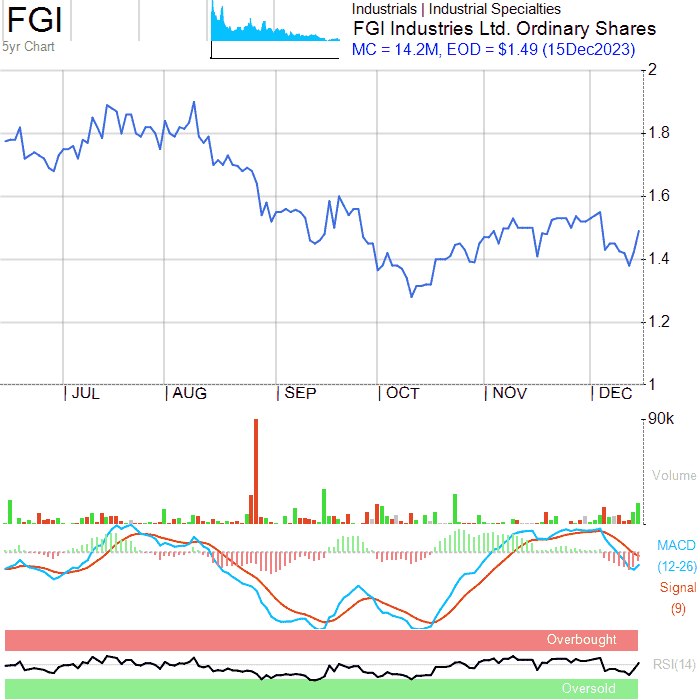 FGI
5yr Chart
Industrials | Industrial Specialties
FGI Industries Ltd. Ordinary Shares
MC = 14.2M, EOD = $1.49 (15Dec2023)
2
1.8
1.6
1.4
1.2
1
JUL
AUG
SEP
OCT
NOV
DEC
90k
Volume
MACD
(12-26)
Signal
(9)
Overbought
RSI(14)
Oversold